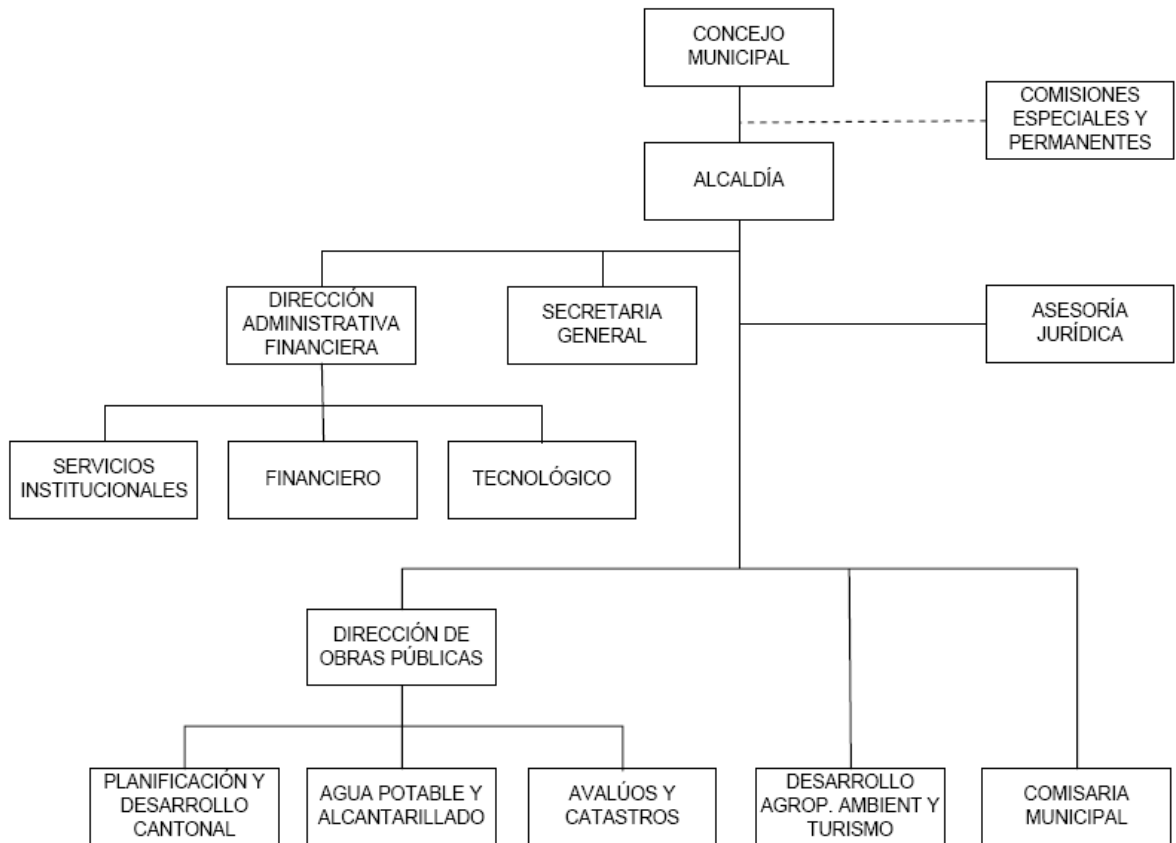 CONCEJO
MUNICIPAL
COMISIONES
ESPECIALES Y
PERMANENTES
ALCALDÍA
DIRECCIÓN
ADMINISTRATIVA
FINANCIERA
SECRETARIA
GENERAL
ASESORÍA
JURÍDICA
SERVICIOS
INSTITUCIONALES
FINANCIERO
TECNOLÓGICO
DIRECCIÓN DE
OBRAS PÚBLICAS
PLANIFICACIÓN Y
DESARROLLO
CANTONAL
AGUA POTABLE Y
ALCANTARILLADO
AVALÚOS Y
CATASTROS
DESARROLLO
AGROP. AMBIENT Y
TURISMO
COMISARIA
MUNICIPAL